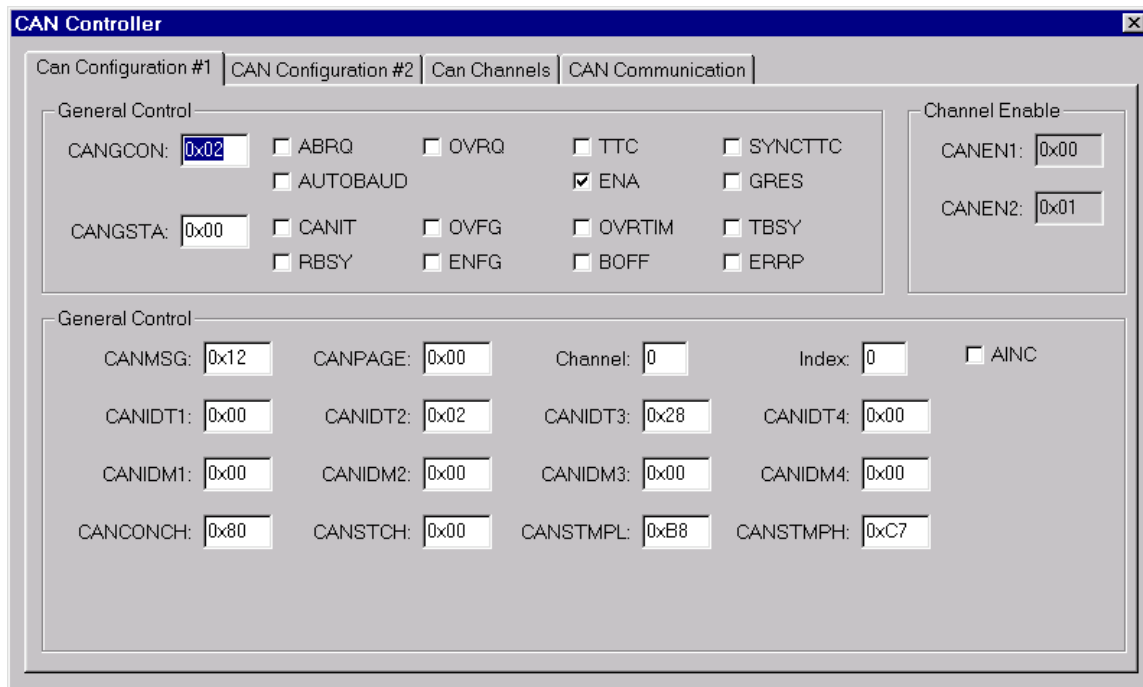 CAN Controller
Can Configuration #1 CAN Configuration #2 Can Channels CAN Communication
General Control
CANGCON: 0x02 ABRQ OVRQ TTC SYNCTTC
AUTOBAUD ENA GRES
CANGSTA: 0x00 CANIT OVFG OVRTIM TBSY
RBSY ENFG BOFF ERRP
Channel Enable
CANEN1: 0x00
CANEN2: 0x01
General Control
CANMSG: 0x12 CANPAGE: 0x00 Channel: 0 Index: 0 AINC
CANIDT1: 0x00 CANIDT2: 0x02 CANIDT3: 0x28 CANIDT4: 0x00
CANIDM1: 0x00 CANIDM2: 0x00 CANIDM3: 0x00 CANIDM4: 0x00
CANCONCH: 0x80 CANSTCH: 0x00 CANSTMPL: 0xB8 CANSTMPH: 0xC7